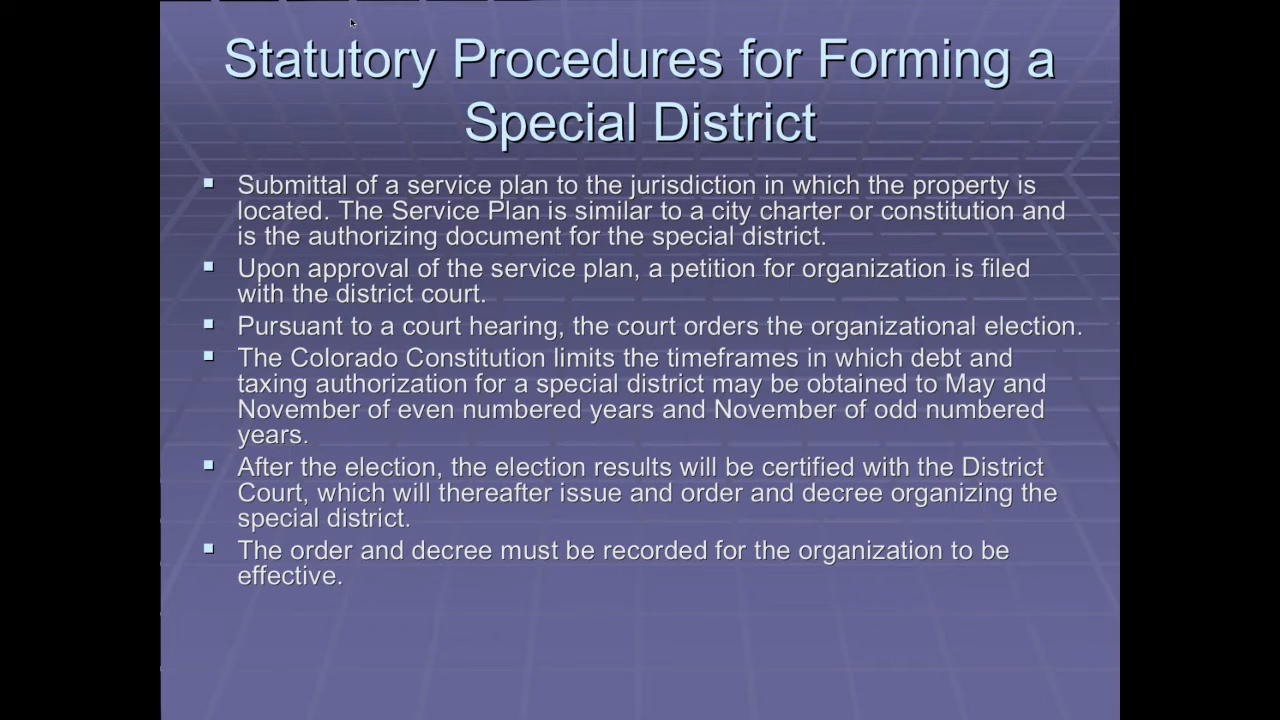 Statutory Procedures for Forming a
Special District
Submittal of a service plan to the jurisdiction in which the property is
located. The Service Plan is similar to a city charter or constitution and
is the authorizing document for the special district.
Upon approval of the service plan, a petition for organization is filed
with the district court.
Pursuant to a court hearing, the court orders the organizational election.
The Colorado Constitution limits the timeframes in which debt and
taxing authorization for a special district may be obtained to May and
November of even numbered years and November of odd numbered
years.
After the election, the election results will be certified with the District
Court, which will thereafter issue and order and decree organizing the
special district.
The order and decree must be recorded for the organization to be
effective.